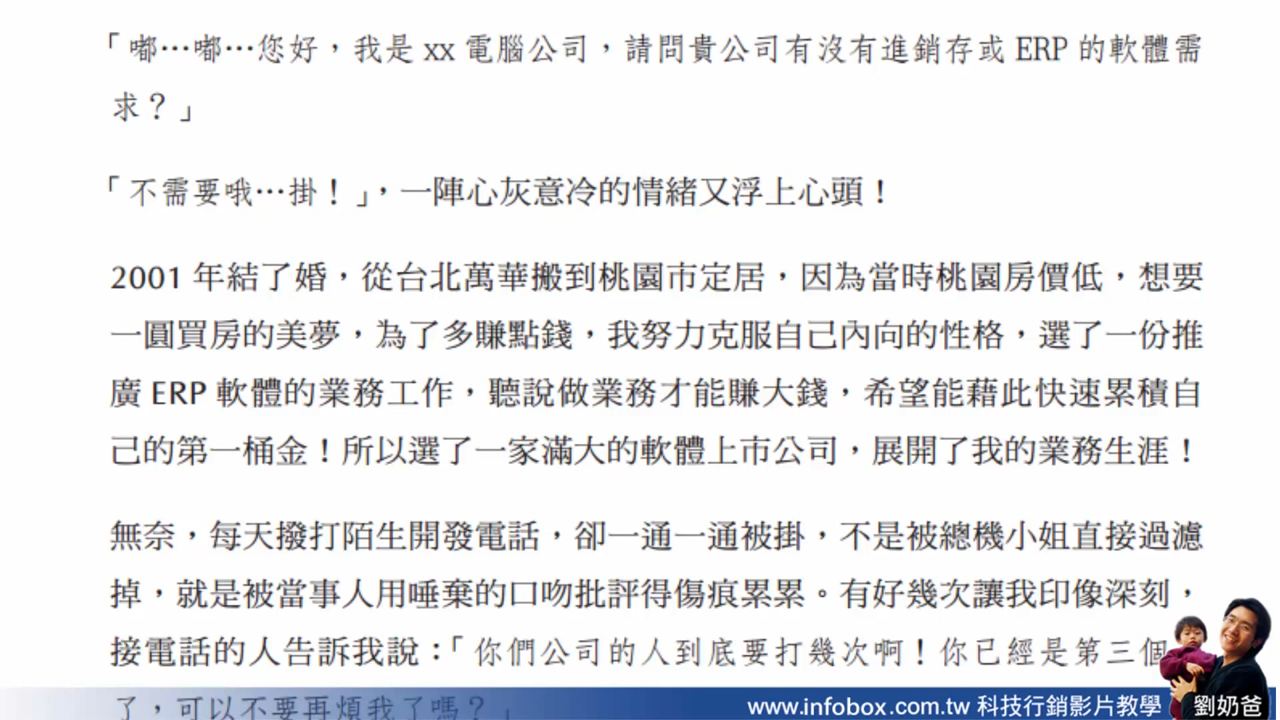 「嘟…嘟…您好，我是 xx 電腦公司，請問貴公司有沒有進銷存或 ERP 的軟體需
求？」
「不需要哦…掛！」，一陣心灰意冷的情緒又浮上心頭！
2001 年結了婚，從台北萬華搬到桃園市定居，因為當時桃園房價低，想要
一圓買房的美夢，為了多賺點錢，我努力克服自己內向的性格，選了一份推
廣 ERP 軟體的業務工作，聽說做業務才能賺大錢，希望能藉此快速累積自
己的第一桶金！所以選了一家滿大的軟體上市公司，展開了我的業務生涯！
無奈，每天撥打陌生開發電話，卻一通一通被掛，不是被總機小姐直接過濾
掉，就是被當事人用唾棄的口吻批評得傷痕累累。有好幾次讓我印像深刻，
接電話的人告訴我說：「你們公司的人到底要打幾次啊！你已經是第三個
了，可以不要再煩我了嗎？」
www.infobox.com.tw 科技行銷影片教學
劉奶爸